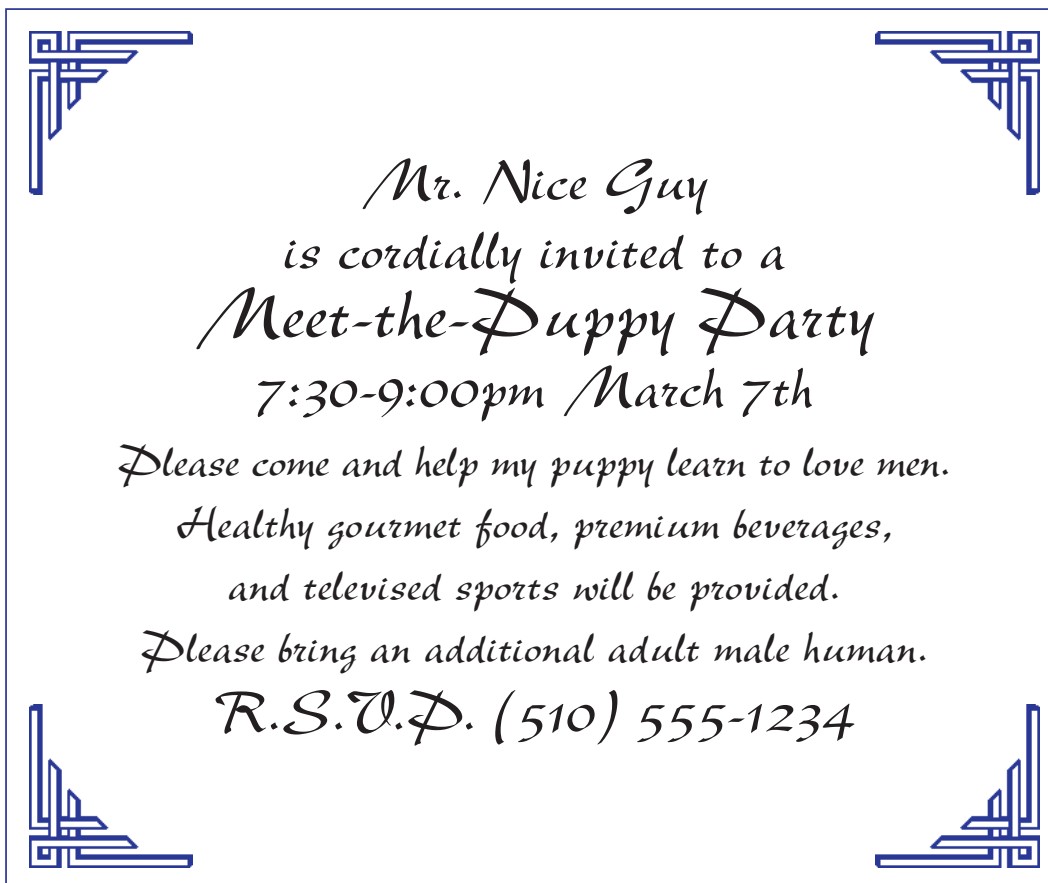 Mr. Nice Guy
is cordially invited to a
Meet-the-Puppy Party
7:30-9:00pm March 7th
Please come and help my puppy learn to love men.
Healthy gourmet food, premium beverages,
and televised sports will be provided.
Please bring an additional adult male human.
R.S.V.P. (510) 555-1234